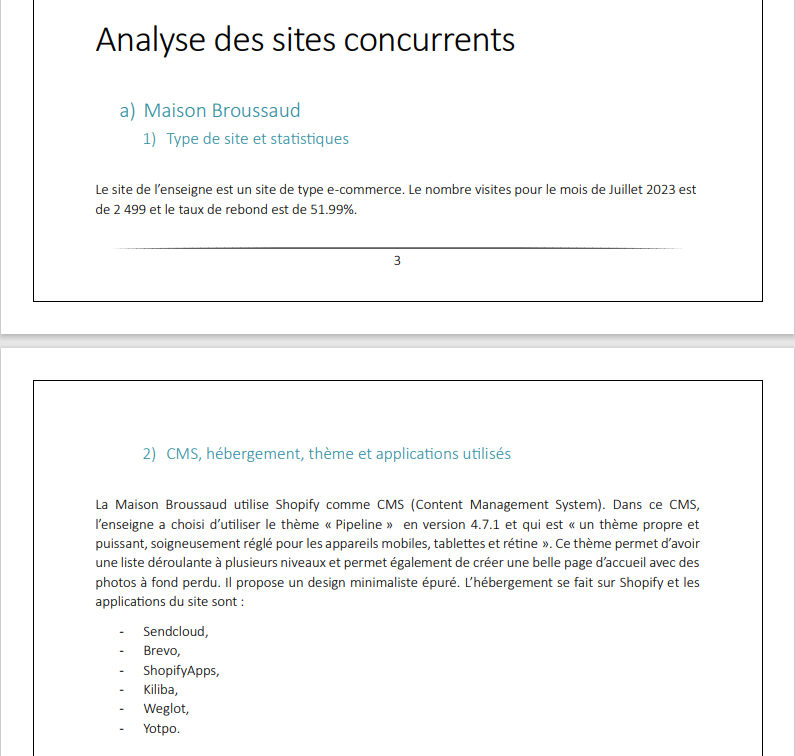 Analyse des sites concurrents
a) Maison Broussaud
1) Type de site et statistiques
Le site de l’enseigne est un site de type e-commerce. Le nombre visites pour le mois de Juillet 2023 est
de 2 499 et le taux de rebond est de 51.99%.
3
2) CMS, hébergement, thème et applications utilisés
La Maison Broussaud utilise Shopify comme CMS (Content Management System). Dans ce CMS,
l’enseigne a choisi d’utiliser le thème « Pipeline » en version 4.7.1 et qui est « un thème propre et
puissant, soigneusement réglé pour les appareils mobiles, tablettes et rétine ». Ce thème permet d’avoir
une liste déroulante à plusieurs niveaux et permet également de créer une belle page d’accueil avec des
photos à fond perdu. Il propose un design minimaliste épuré. L’hébergement se fait sur Shopify et les
applications du site sont :
- Sendcloud,
- Brevo,
- ShopifyApps,
- Kiliba,
- Weglot,
- Yotpo.